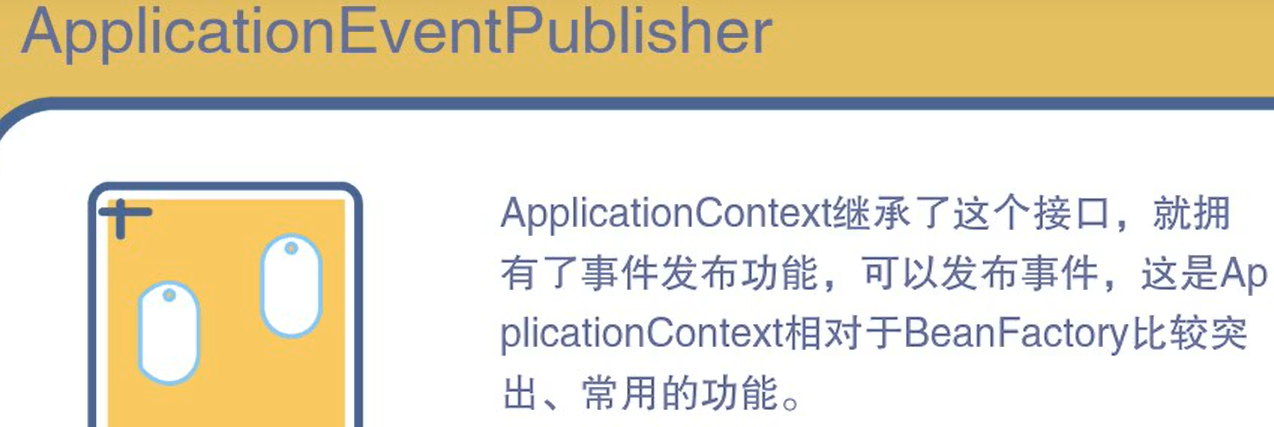 ApplicationEventPublisher
ApplicationContext继承了这个接口，就拥
有了事件发布功能，可以发布事件，这是Ap
plicationContext相对于BeanFactory比较突
出、常用的功能。